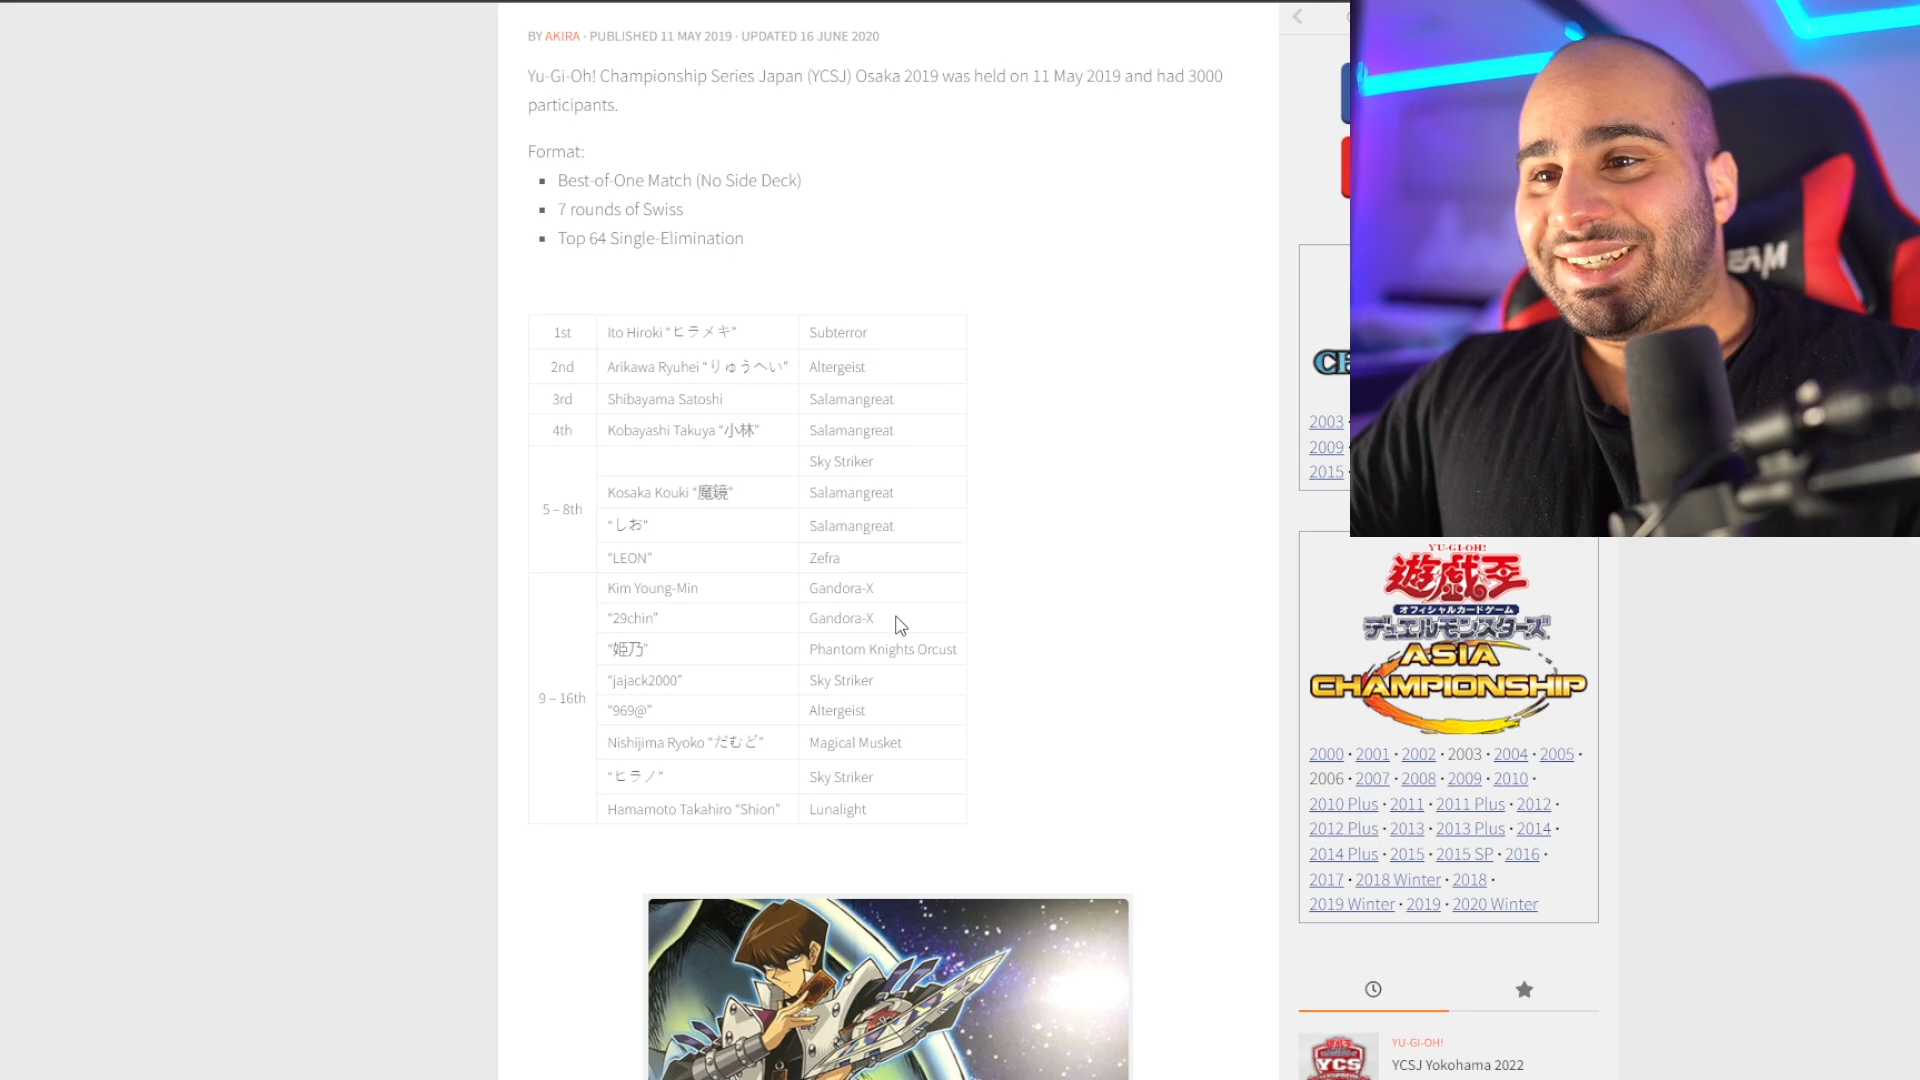 BY AKIRA · PUBLISHED 11 MAY 2019 · UPDATED 16 JUNE 2020
Yu-Gi-Oh! Championship Series Japan (YCSJ) Osaka 2019 was held on 11 May 2019 and had 3000
participants.
Format:
▪ Best-of-One Match (No Side Deck)
▪ 7 rounds of Swiss
▪ Top 64 Single-Elimination
1st Ito Hiroki “ヒラメキ” Subterror
2nd Arikawa Ryuhei “りゅうへい” Altergeist
3rd Shibayama Satoshi Salamangreat
4th Kobayashi Takuya “小林” Salamangreat
5 – 8th
Sky Striker
Kosaka Kouki “魔鏡” Salamangreat
“しお” Salamangreat
“LEON” Zefra
9 – 16th
Kim Young-Min Gandora-X
“29chin” Gandora-X
“姫乃” Phantom Knights Orcust
“jajack2000” Sky Striker
“969@” Altergeist
Nishijima Ryoko “だむど” Magical Musket
“ヒラノ” Sky Striker
Hamamoto Takahiro “Shion” Lunalight
CH
2003
2009
2015
YU-GI-OH!
遊戯王
オフィシャルカードゲーム
デュエルモンスターズ
ASIA
CHAMPIONSHIP
2000 · 2001 · 2002 · 2003 · 2004 · 2005 ·
2006 · 2007 · 2008 · 2009 · 2010 ·
2010 Plus · 2011 · 2011 Plus · 2012 ·
2012 Plus · 2013 · 2013 Plus · 2014 ·
2014 Plus · 2015 · 2015 SP · 2016 ·
2017 · 2018 Winter · 2018 ·
2019 Winter · 2019 · 2020 Winter
YU-GI-OH!
YCSJ Yokohama 2022
YCS